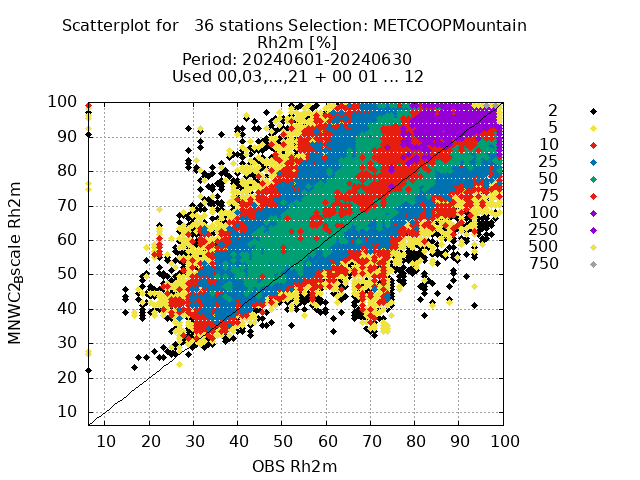 Scatterplot for 36 stations Selection: METCOOPMountain
Rh2m [%]
Period: 20240601-20240630
Used 00,03,...,21 + 00 01 ... 12
100
90
80
70
60
50
40
30
20
10
MNWC2pscale Rh2m
10 20 30 40 50 60 70 80 90 100
OBS Rh2m
2
5
10
25
50
75
100
250
500
750